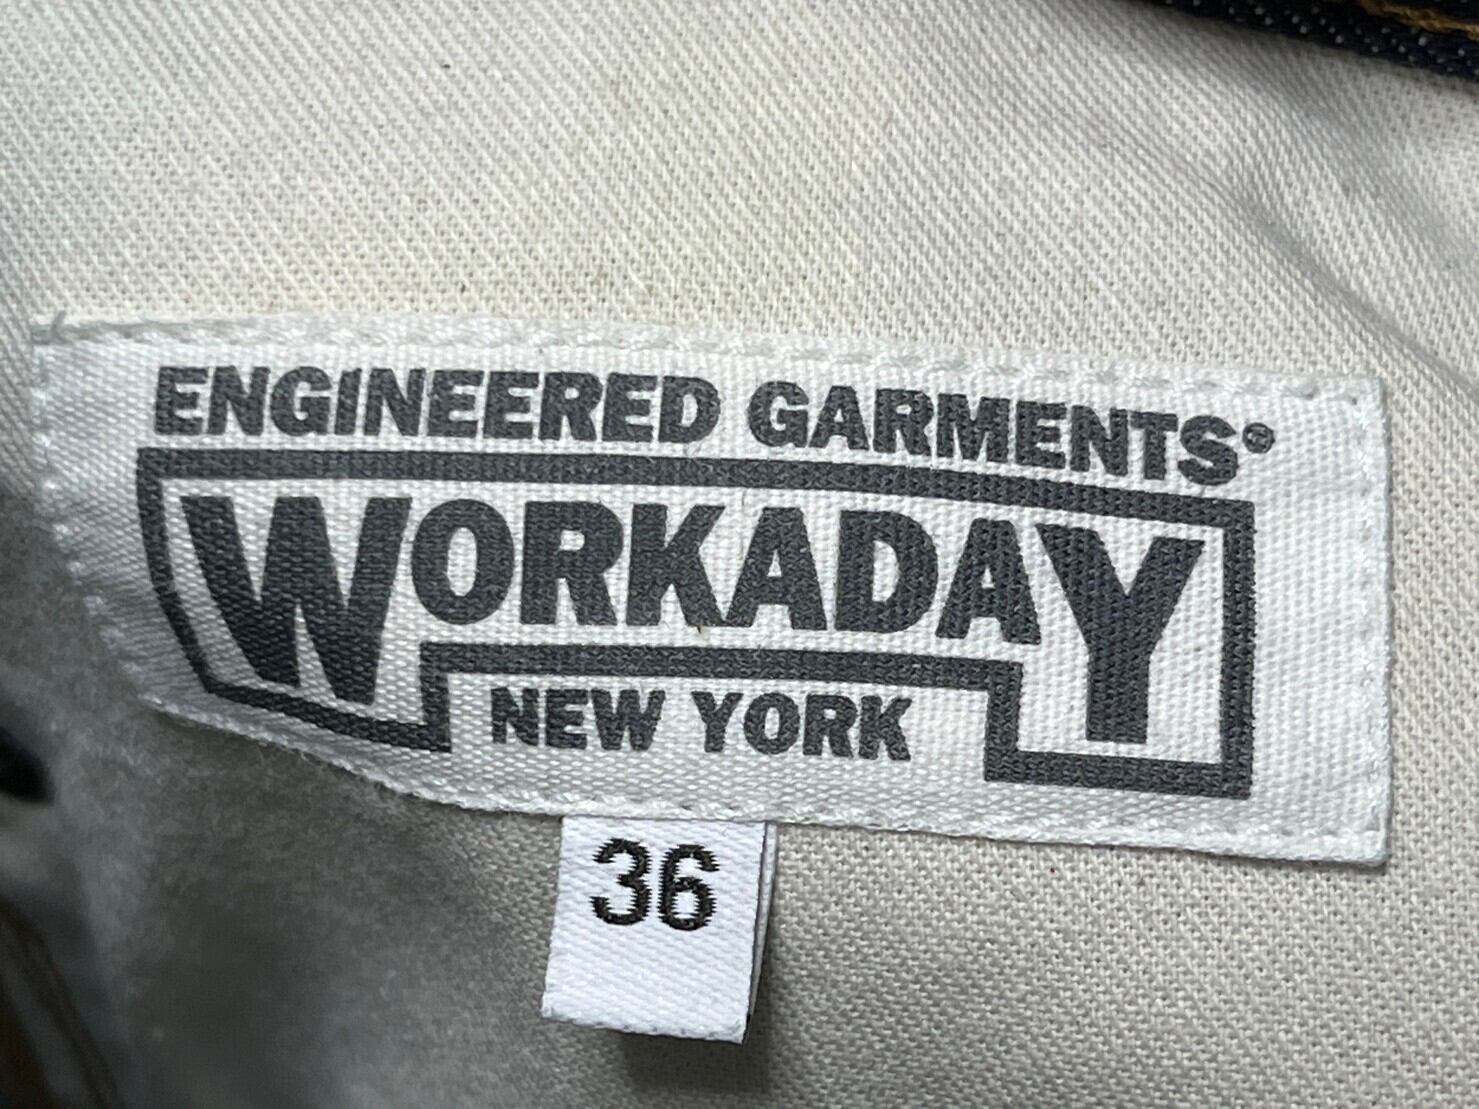 ENGINEERED GARMENTS®
WORKADAY
NEW YORK
36